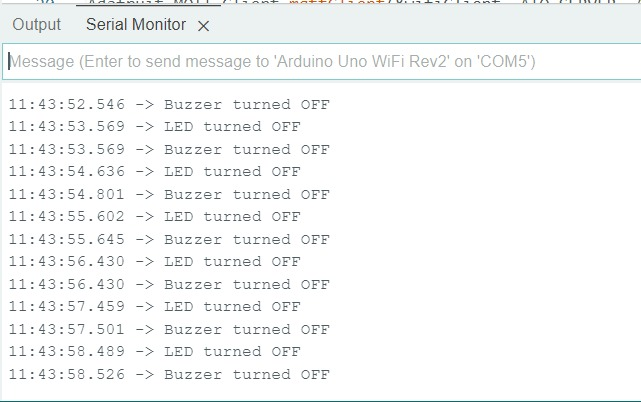 Output Serial Monitor ×
Message (Enter to send message to 'Arduino Uno WiFi Rev2' on 'COM5')
11:43:52.546 -> Buzzer turned OFF
11:43:53.569 -> LED turned OFF
11:43:53.569 -> Buzzer turned OFF
11:43:54.636 -> LED turned OFF
11:43:54.801 -> Buzzer turned OFF
11:43:55.602 -> LED turned OFF
11:43:55.645 -> Buzzer turned OFF
11:43:56.430 -> LED turned OFF
11:43:56.430 -> Buzzer turned OFF
11:43:57.459 -> LED turned OFF
11:43:57.501 -> Buzzer turned OFF
11:43:58.489 -> LED turned OFF
11:43:58.526 -> Buzzer turned OFF